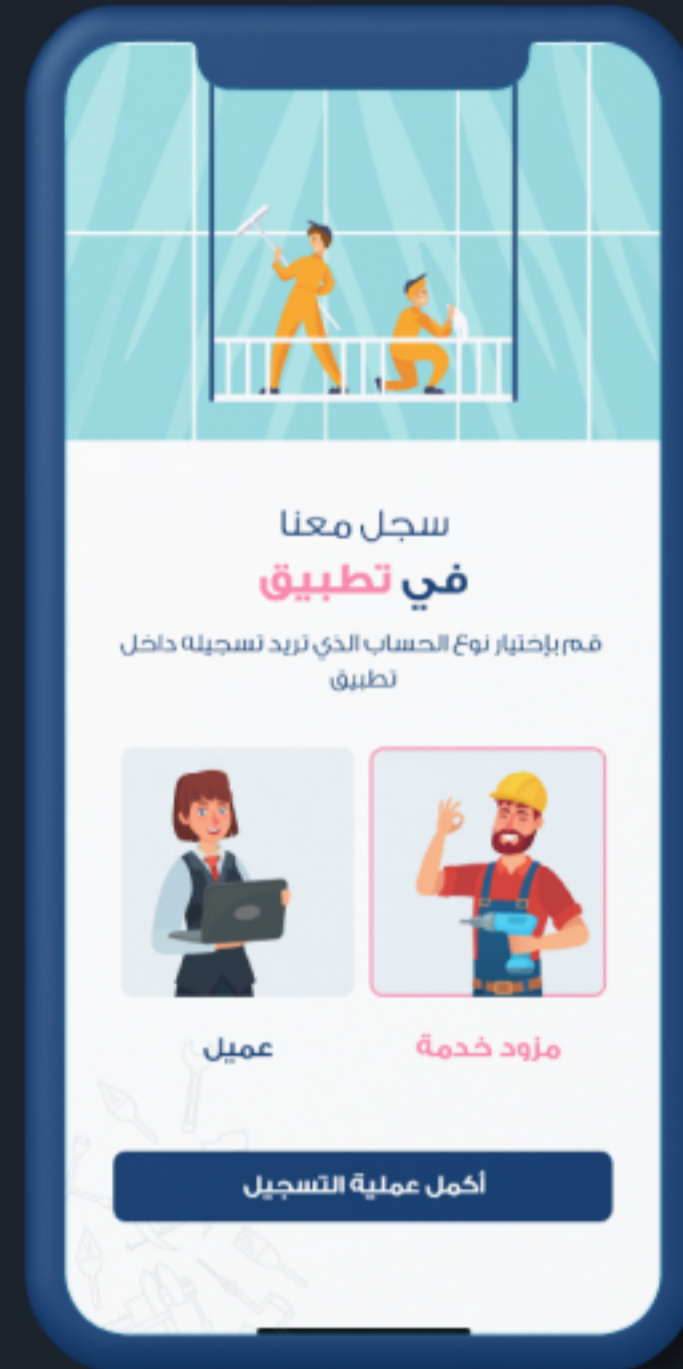 سجل معنا
في تطبيق
قم بإختيار نوع الحساب الذي تريد تسجيله داخل
تطبيق
مزود خدمة
عميل
أكمل عملية التسجيل